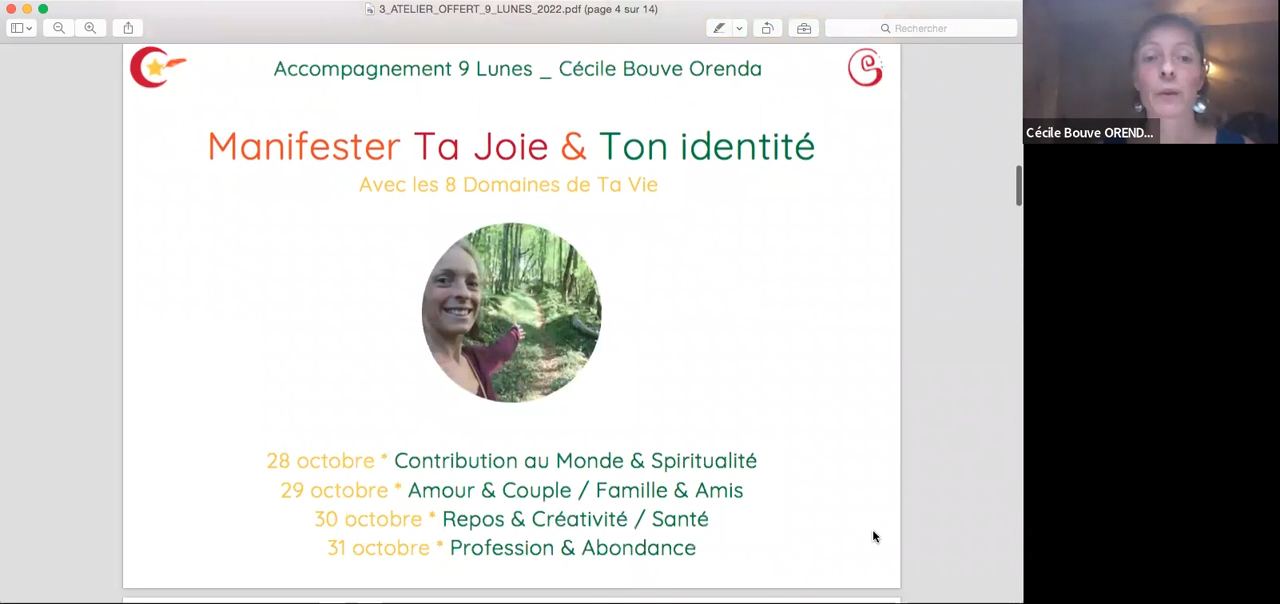 3_ATELIER_OFFERT_9_LUNES_2022.pdf (page 4 sur 14)
Rechercher
Accompagnement 9 Lunes _ Cécile Bouve Orenda
Manifester Ta Joie & Ton identité
Avec les 8 Domaines de Ta Vie
28 octobre * Contribution au Monde & Spiritualité
29 octobre * Amour & Couple / Famille & Amis
30 octobre * Repos & Créativité / Santé
31 octobre * Profession & Abondance
Cécile Bouve OREND...